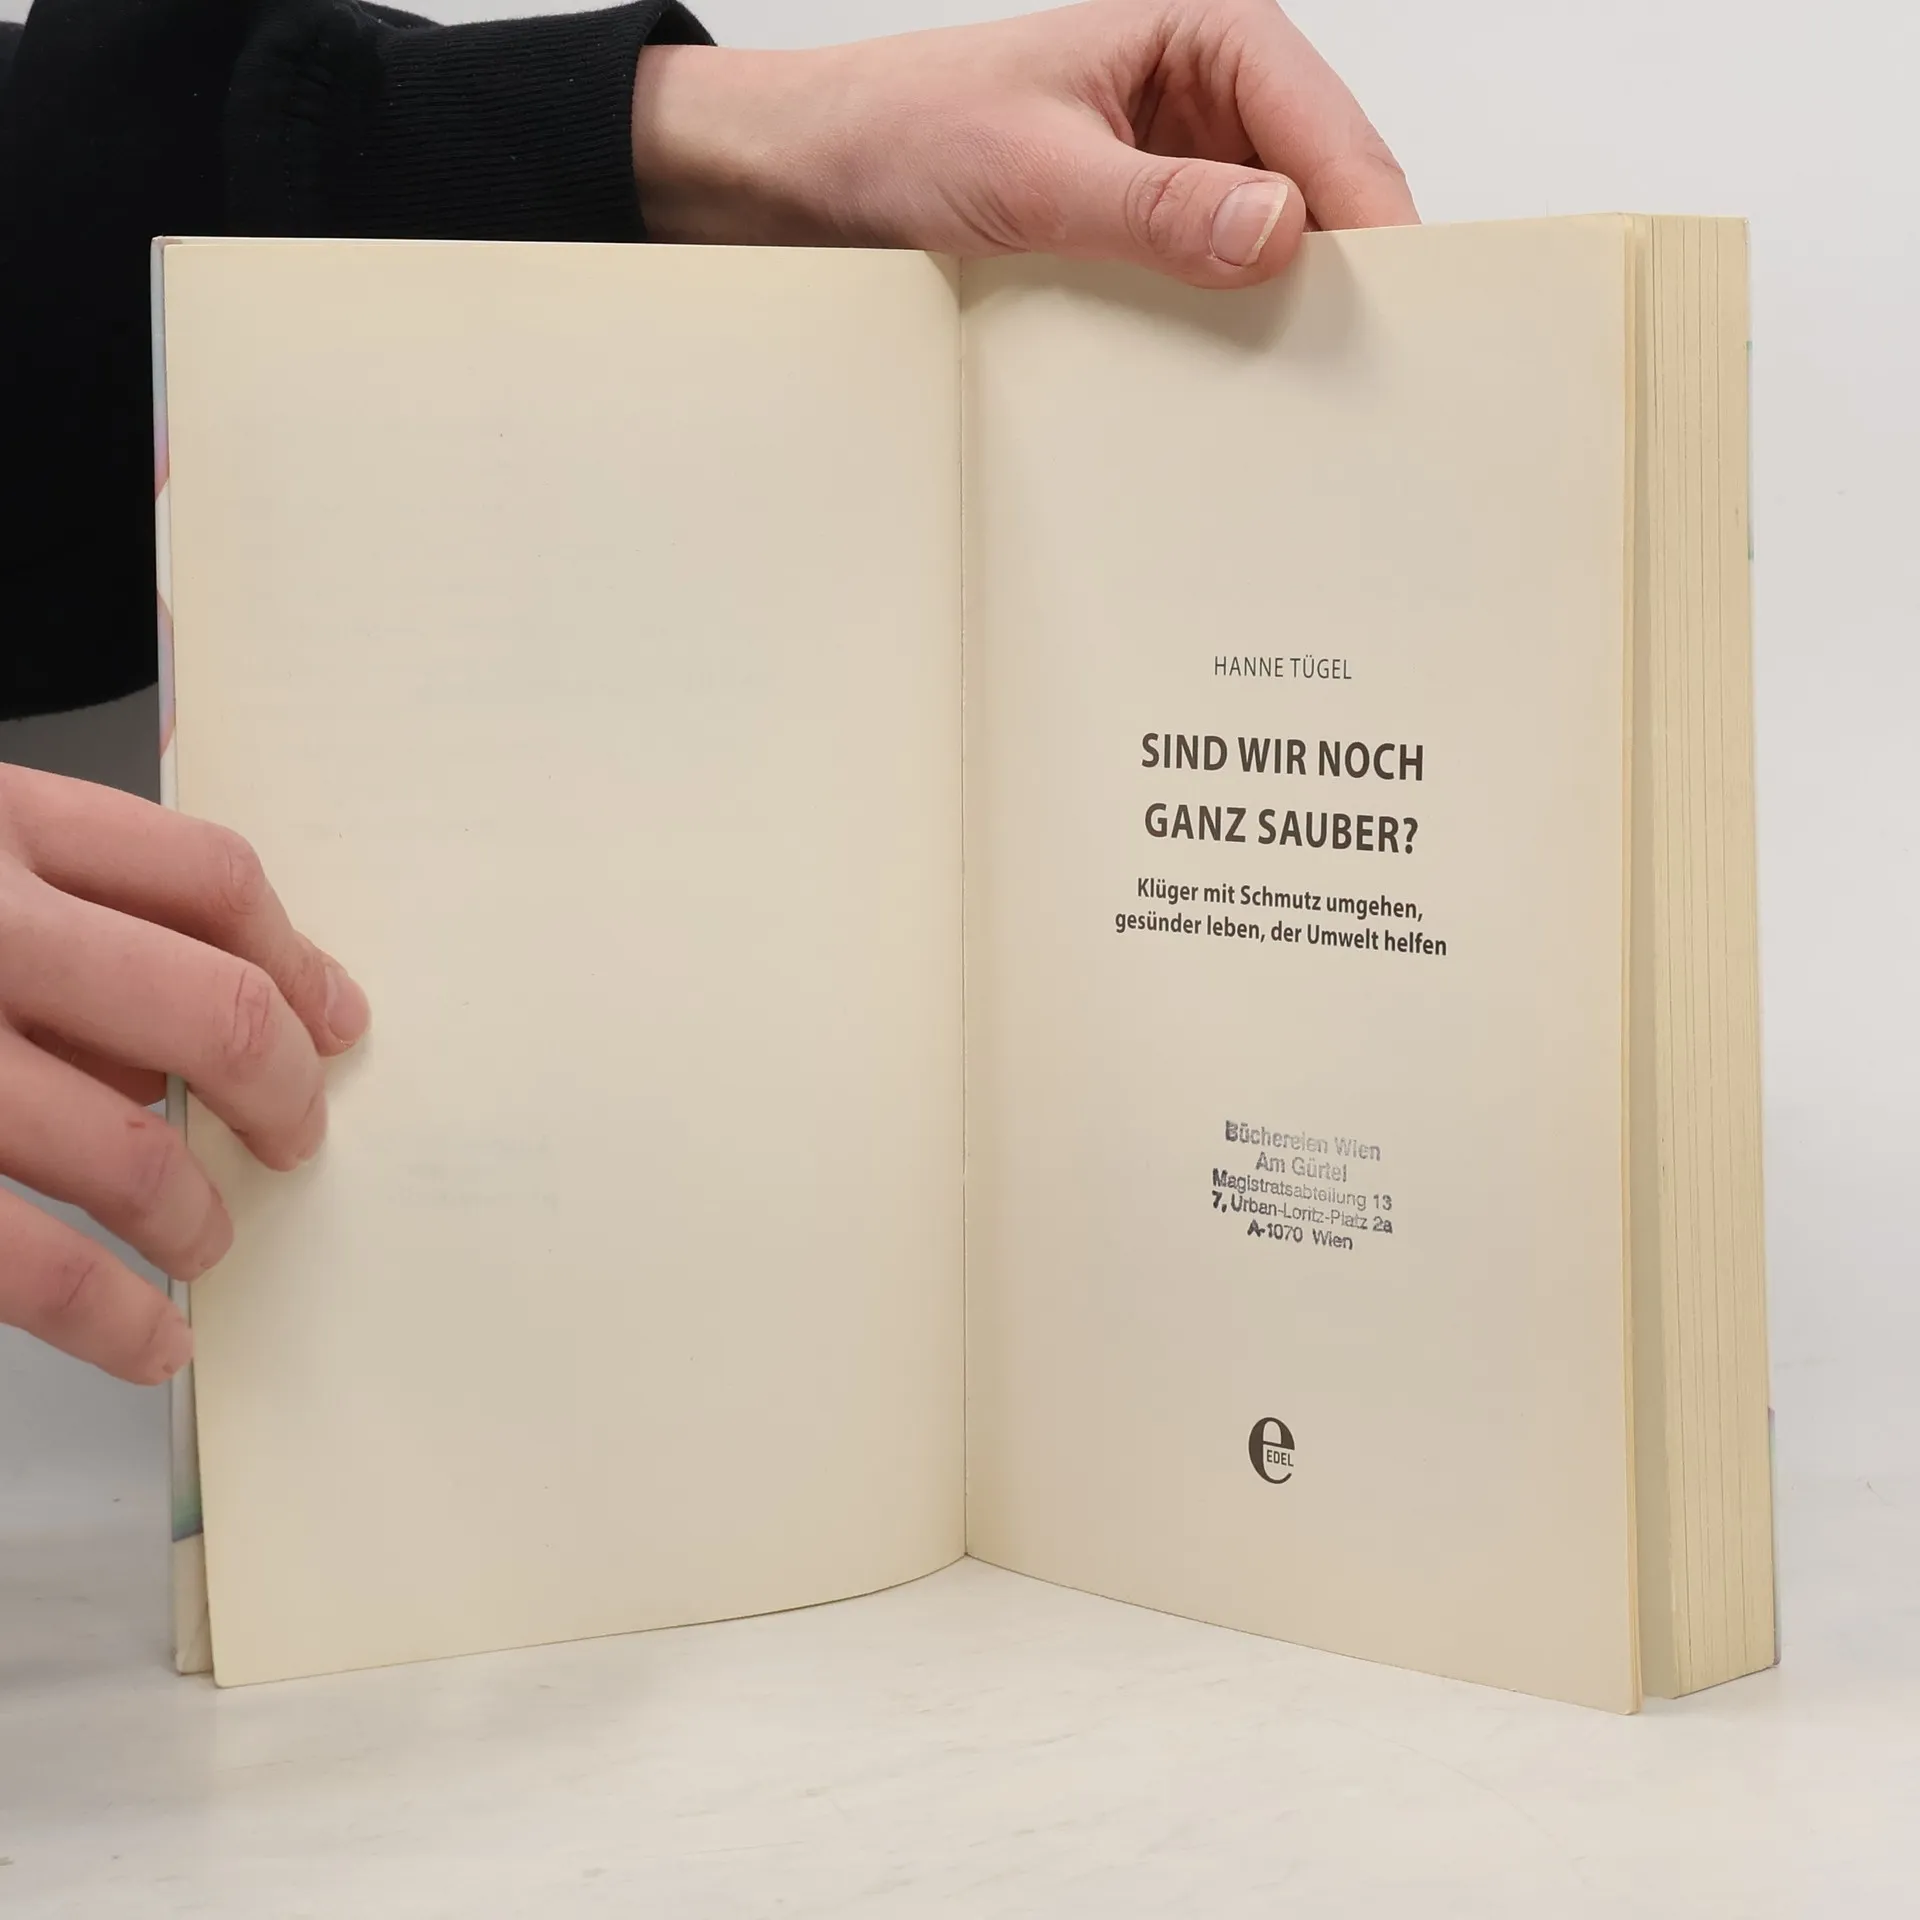 HANNE TÜGEL
SIND WIR NOCH
GANZ SAUBER?
Klüger mit Schmutz umgehen,
gesünder leben, der Umwelt helfen
Büchereien Wien
Am Gürtel
Magistratsabteilung 13
7, Urban-Loritz-Platz 2a
A-1070 Wien
e
EDEL